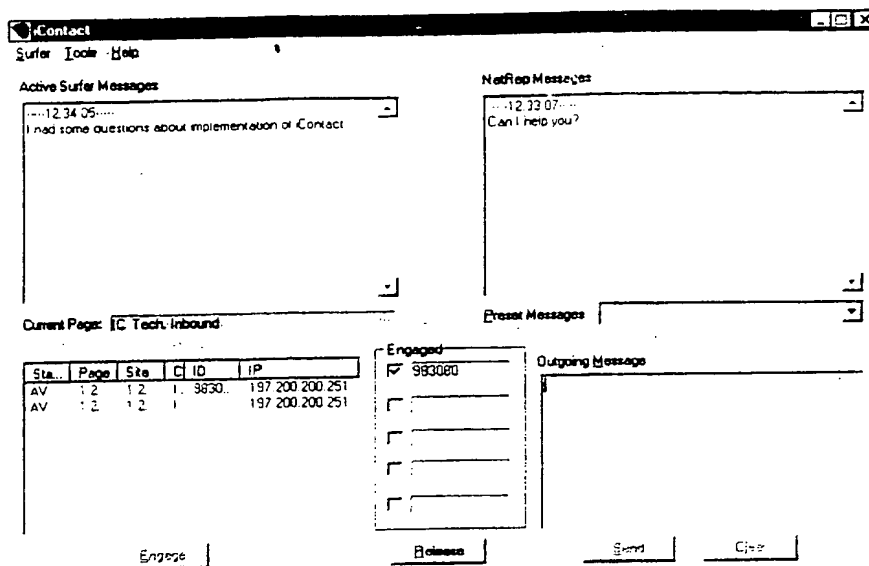 iContact
Surfer Tools Help
Active Surfer Messages
NetRep Messages
-----12.34.05-----
I had some questions about implementation of iContact
-----12.33.07-----
Can I help you?
Current Page: IC Tech. Inbound
Preset Messages
Sta... Page Site C ID IP
AV 1.2 1.2 I.. 9830.. 197.200.200.251
AV 1.2 1.2 I 197.200.200.251
Engaged
983080
Outgoing Message
Engage
Release
Send
Clear